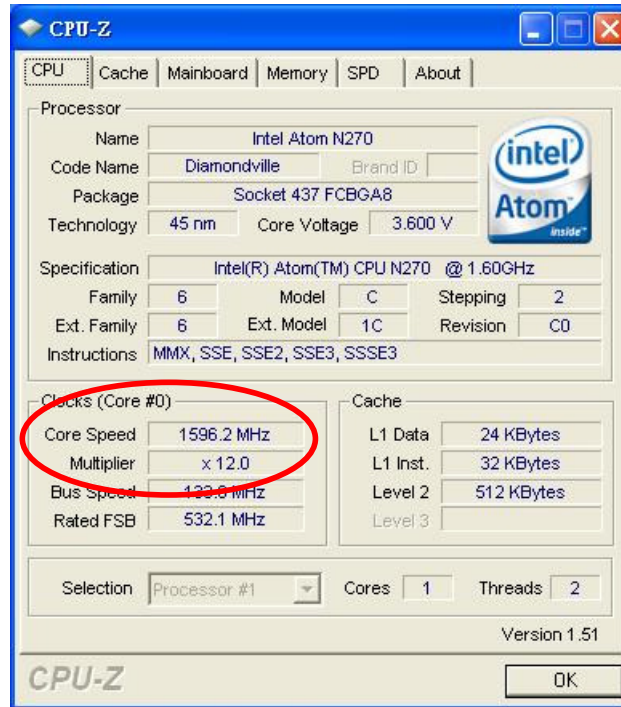 CPU-Z
CPU Cache Mainboard Memory SPD About
Processor
Name Intel Atom N270
Code Name Diamondville Brand ID
Package Socket 437 FCBGA8
Technology 45 nm Core Voltage 3.600 V
intel
Atom
inside™
Specification Intel(R) Atom(TM) CPU N270 @ 1.60GHz
Family 6 Model C Stepping 2
Ext. Family 6 Ext. Model 1C Revision C0
Instructions MMX, SSE, SSE2, SSE3, SSSE3
Clocks (Core #0)
Core Speed 1596.2 MHz
Multiplier x 12.0
Bus Speed MHz
Rated FSB 532.1 MHz
Cache
L1 Data 24 KBytes
L1 Inst. 32 KBytes
Level 2 512 KBytes
Level 3
Selection Processor #1 Cores 1 Threads 2
Version 1.51
CPU-Z OK